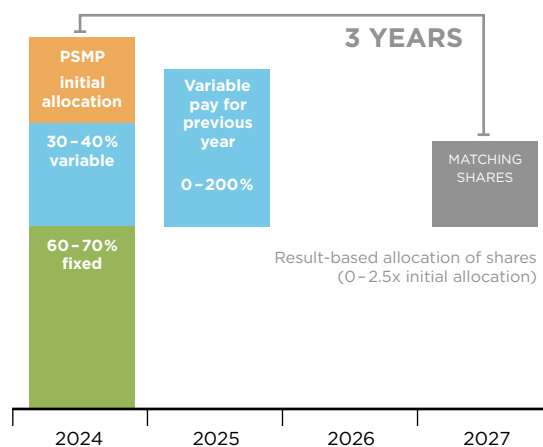 3 YEARS
PSMP
initial
allocation
30–40%
variable
60–70%
fixed
Variable
pay for
previous
year
0–200%
MATCHING
SHARES
Result-based allocation of shares
(0–2.5x initial allocation)
2024
2025
2026
2027